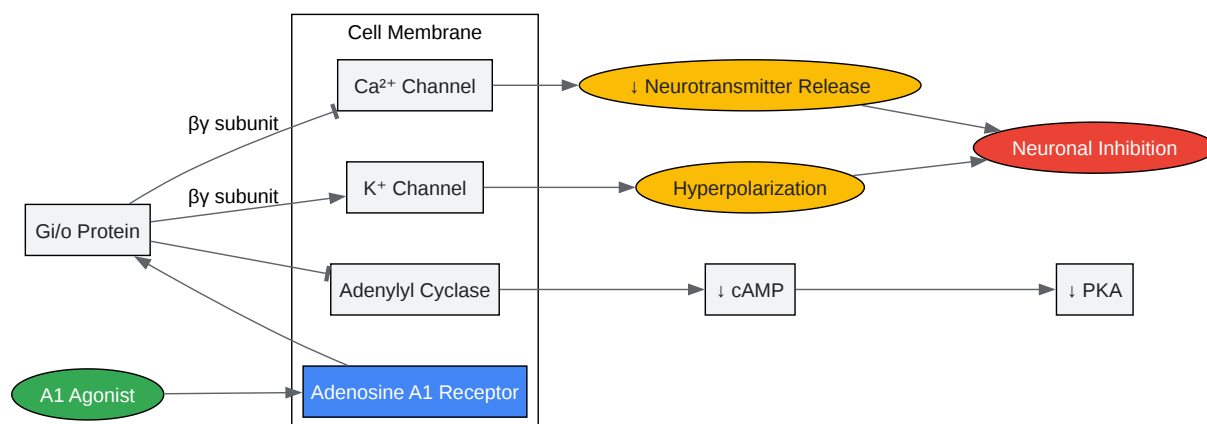 Cell Membrane
Ca²⁺ Channel
↓ Neurotransmitter Release
βγ subunit
Neuronal Inhibition
K⁺ Channel
Hyperpolarization
βγ subunit
Gi/o Protein
Adenylyl Cyclase
↓ cAMP
↓ PKA
A1 Agonist
Adenosine A1 Receptor